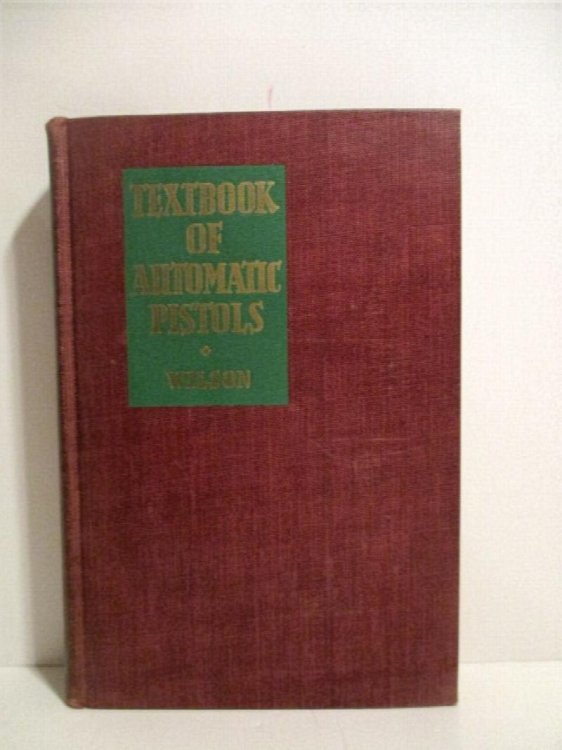 TEXTBOOK
OF
AUTOMATIC
PISTOLS
WILSON